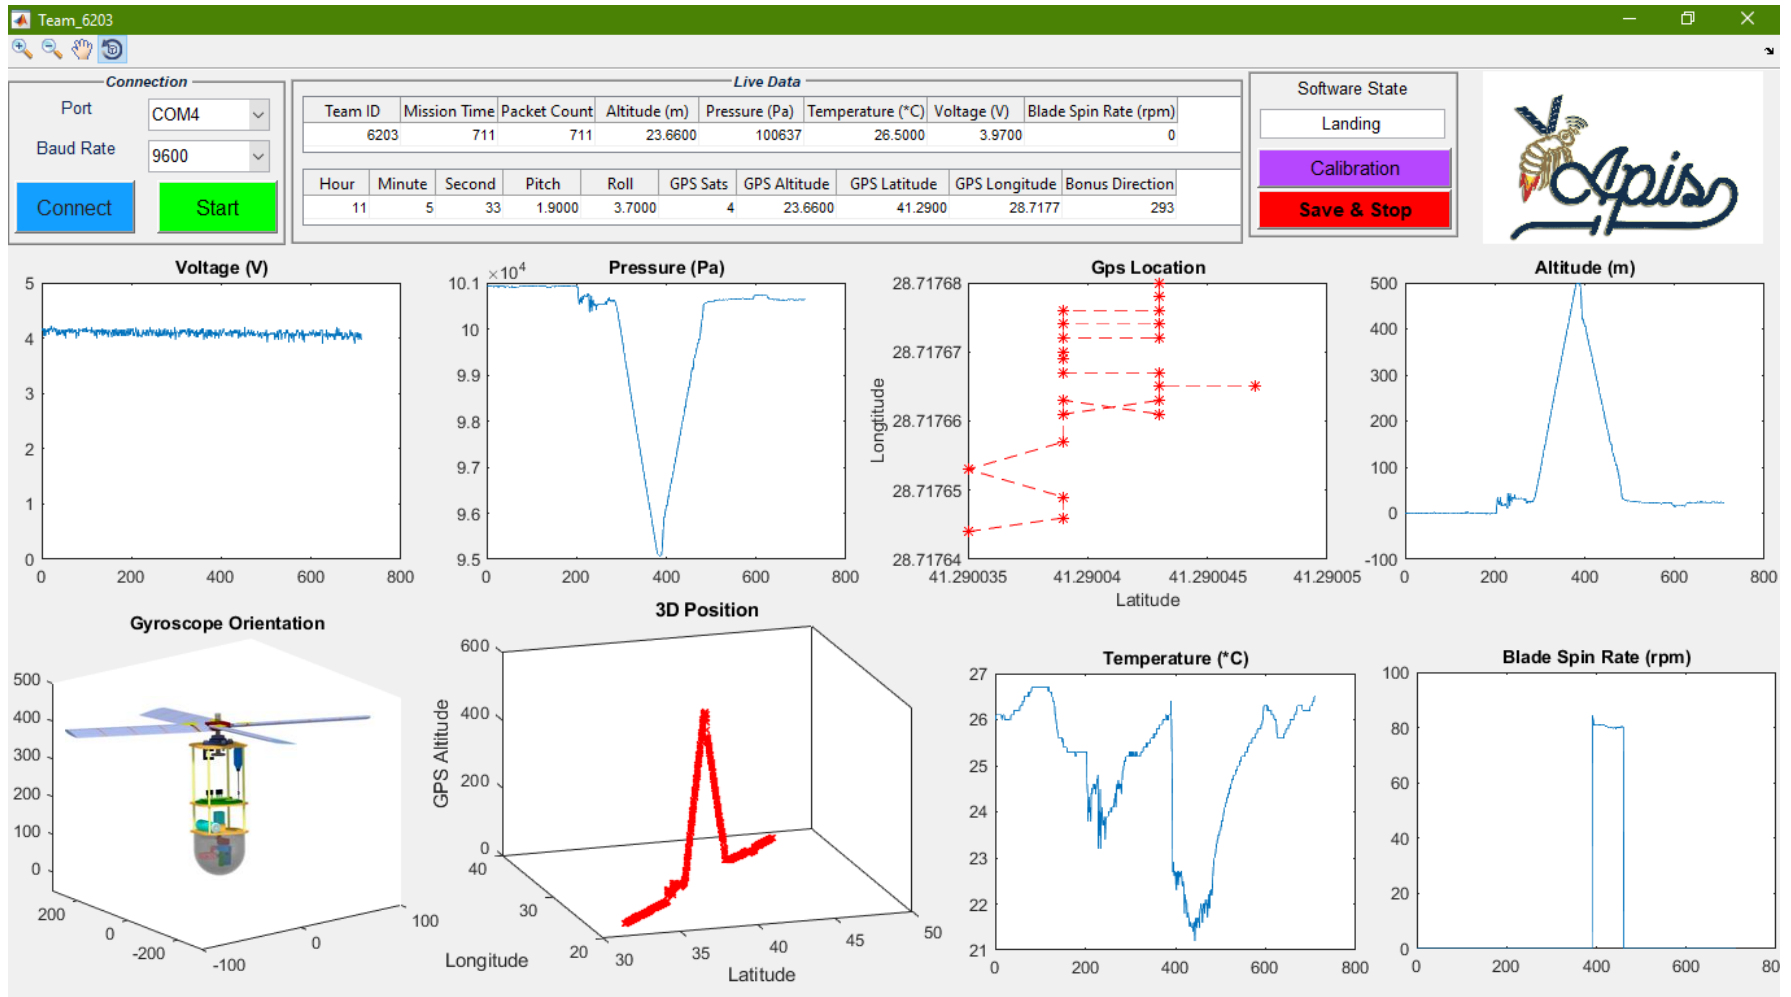 Team_6203
Connection
Port COM4
Baud Rate 9600
Connect Start
Live Data
Team ID Mission Time Packet Count Altitude (m) Pressure (Pa) Temperature (*C) Voltage (V) Blade Spin Rate (rpm)
6203 711 711 23.6600 100637 26.5000 3.9700 0
Hour Minute Second Pitch Roll GPS Sats GPS Altitude GPS Latitude GPS Longitude Bonus Direction
11 5 33 1.9000 3.7000 4 23.6600 41.2900 28.7177 293
Software State
Landing
Calibration
Save & Stop
Apis
Voltage (V)
5
4
3
2
1
0
0 200 400 600 800
Pressure (Pa)
×10^4
10.1
10
9.9
9.8
9.7
9.6
9.5
0 200 400 600 800
Gps Location
28.71768
28.71767
28.71766
28.71765
28.71764
Longtitude
41.290035 41.29004 41.290045 41.29005
Latitude
Altitude (m)
500
400
300
200
100
0
-100
0 200 400 600 800
Gyroscope Orientation
500
400
300
200
100
0
200 0 -200
-100 0 100
3D Position
600
400
200
0
GPS Altitude
40 30 20
Longitude
30 35 40 45 50
Latitude
Temperature (*C)
27
26
25
24
23
22
21
0 200 400 600 800
Blade Spin Rate (rpm)
100
80
60
40
20
0
0 200 400 600 800